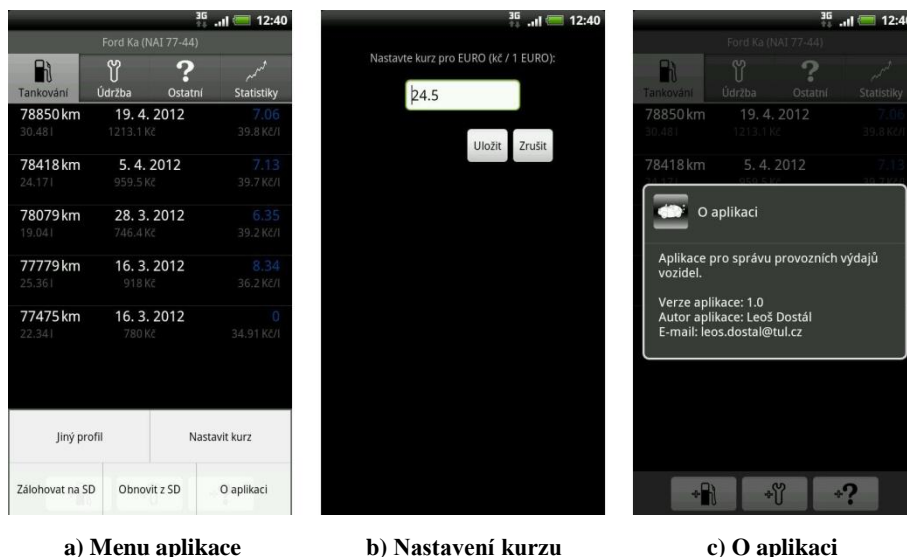 3G 12:40
Ford Ka (NAI 77-44)
Tankování Údržba Ostatní Statistiky
78850 km 19. 4. 2012 7.06
30.48 l 1213.1 Kč 39.8 Kč/l
78418 km 5. 4. 2012 7.13
24.17 l 959.5 Kč 39.7 Kč/l
78079 km 28. 3. 2012 6.35
19.04 l 746.4 Kč 39.2 Kč/l
77779 km 16. 3. 2012 8.34
25.36 l 918 Kč 36.2 Kč/l
77475 km 16. 3. 2012 0
22.34 l 780 Kč 34.91 Kč/l
Jiný profil Nastavit kurz
Zálohovat na SD Obnovit z SD O aplikaci
a) Menu aplikace
3G 12:40
Nastavte kurz pro EURO (kč / 1 EURO):
24.5
Uložit Zrušit
b) Nastavení kurzu
3G 12:40
Ford Ka (NAI 77-44)
Tankování Údržba Ostatní Statistiky
78850 km 19. 4. 2012 7.06
30.48 l 1213.1 Kč 39.8 Kč/l
78418 km 5. 4. 2012 7.13
24.17 l 959.5 Kč 39.7 Kč/l
O aplikaci
Aplikace pro správu provozních výdajů
vozidel.
Verze aplikace: 1.0
Autor aplikace: Leoš Dostál
E-mail: leos.dostal@tul.cz
c) O aplikaci